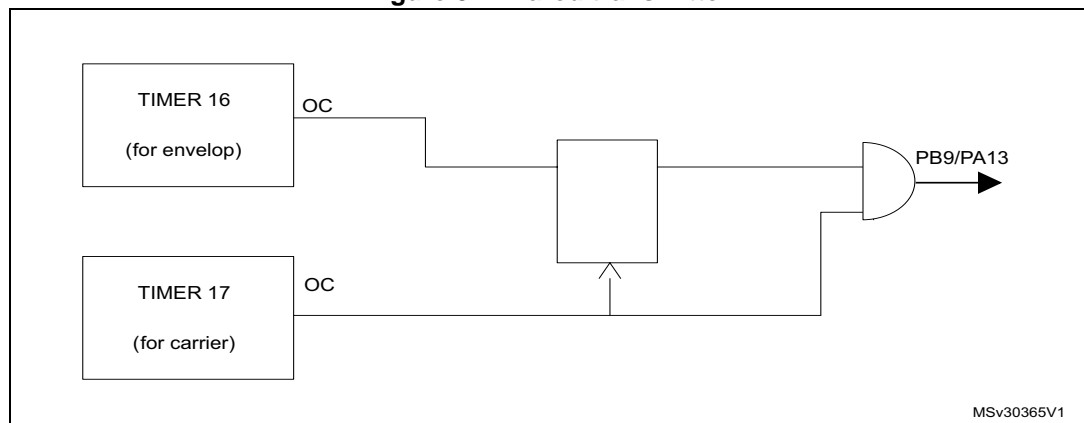 TIMER 16
(for envelop)
OC
PB9/PA13
TIMER 17
(for carrier)
OC
MSv30365V1